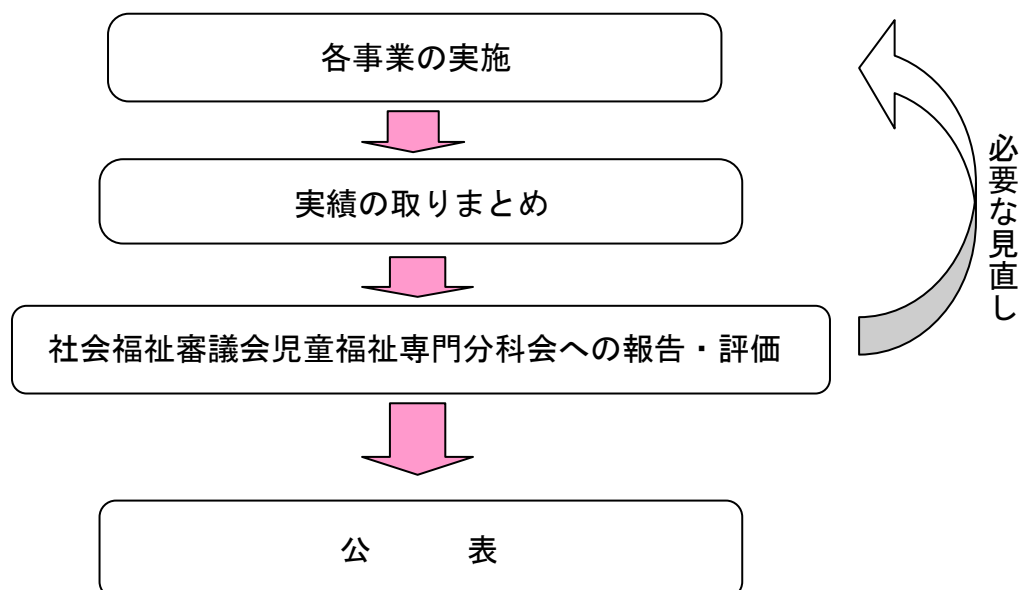 各事業の実施
実績の取りまとめ
社会福祉審議会児童福祉専門分科会への報告・評価
公　　　表
必要な見直し